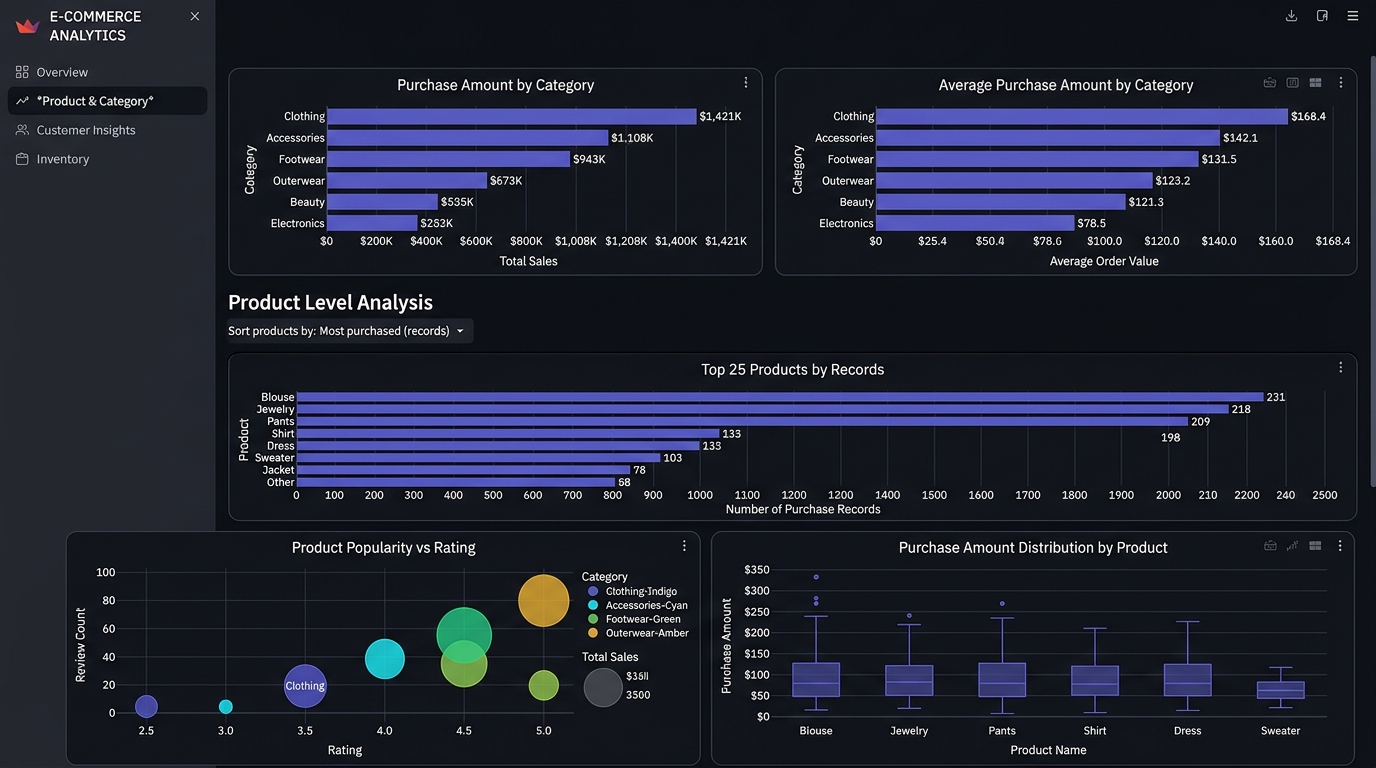 E-COMMERCE
ANALYTICS
Overview
*Product & Category*
Customer Insights
Inventory
Purchase Amount by Category
Category
Clothing $1,421K
Accessories $1,108K
Footwear $943K
Outerwear $673K
Beauty $535K
Electronics $263K
$0 $200K $400K $600K $800K $1,008K $1,208K $1,400K $1,421K
Total Sales
Average Purchase Amount by Category
Category
Clothing $168.4
Accessories $142.1
Footwear $131.5
Outerwear $123.2
Beauty $121.3
Electronics $78.5
$0 $25.4 $50.4 $78.6 $100.0 $120.0 $140.0 $160.0 $168.4
Average Order Value
Product Level Analysis
Sort products by: Most purchased (records)
Top 25 Products by Records
Product
Blouse 231
Jewelry 218
Pants 209
Shirt 133 198
Dress 133
Sweater 103
Jacket 78
Other 68
0 100 200 300 400 500 600 700 800 900 1000 1100 1200 1200 1400 1500 1600 1700 1800 1900 2000 210 2200 240 2500
Number of Purchase Records
Product Popularity vs Rating
Review Count
100
80
60
40
20
0
Clothing
2.5 3.0 3.5 4.0 4.5 5.0
Rating
Category
Clothing-Indigo
Accessories-Cyan
Footwear-Green
Outerwear-Amber
Total Sales
3500
Purchase Amount Distribution by Product
Purchase Amount
$350
$300
$250
$200
$150
$100
$50
$0
Blouse Jewelry Pants Shirt Dress Sweater
Product Name